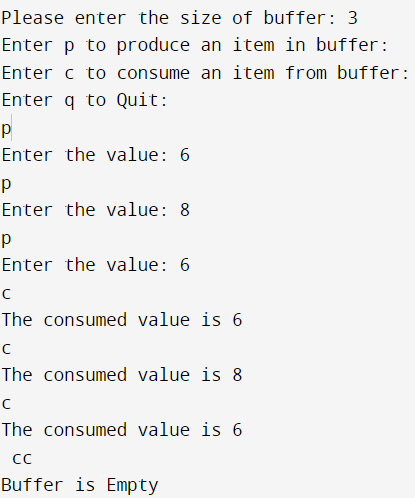 Please enter the size of buffer: 3
Enter p to produce an item in buffer:
Enter c to consume an item from buffer:
Enter q to Quit:
p
Enter the value: 6
p
Enter the value: 8
p
Enter the value: 6
c
The consumed value is 6
c
The consumed value is 8
c
The consumed value is 6
 cc
Buffer is Empty